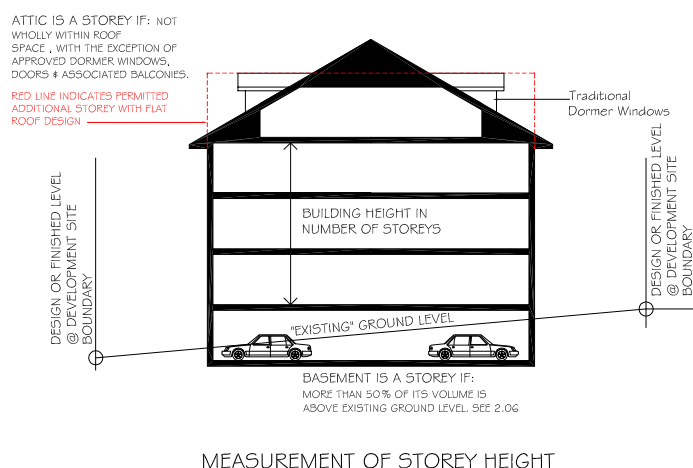 ATTIC IS A STOREY IF: NOT
WHOLLY WITHIN ROOF
SPACE , WITH THE EXCEPTION OF
APPROVED DORMER WINDOWS,
DOORS & ASSOCIATED BALCONIES.
RED LINE INDICATES PERMITTED
ADDITIONAL STOREY WITH FLAT
ROOF DESIGN
Traditional
Dormer Windows
DESIGN OR FINISHED LEVEL
@ DEVELOPMENT SITE
BOUNDARY
BUILDING HEIGHT IN
NUMBER OF STOREYS
DESIGN OR FINISHED LEVEL
@ DEVELOPMENT SITE
BOUNDARY
"EXISTING" GROUND LEVEL
BASEMENT IS A STOREY IF:
MORE THAN 50% OF ITS VOLUME IS
ABOVE EXISTING GROUND LEVEL. SEE 2.06
MEASUREMENT OF STOREY HEIGHT